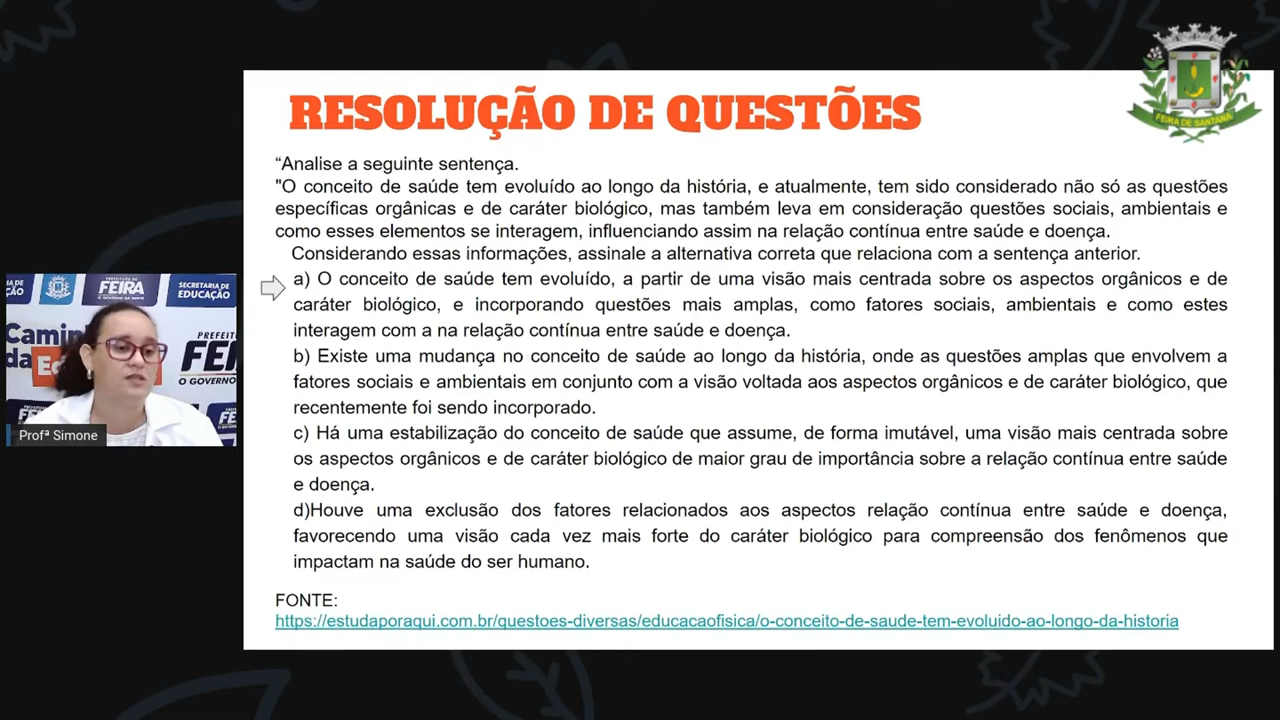 RESOLUÇÃO DE QUESTÕES
FEIRA DE SANTANA
“Analise a seguinte sentença.
"O conceito de saúde tem evoluído ao longo da história, e atualmente, tem sido considerado não só as questões
específicas orgânicas e de caráter biológico, mas também leva em consideração questões sociais, ambientais e
como esses elementos se interagem, influenciando assim na relação contínua entre saúde e doença.
Considerando essas informações, assinale a alternativa correta que relaciona com a sentença anterior.
a) O conceito de saúde tem evoluído, a partir de uma visão mais centrada sobre os aspectos orgânicos e de
caráter biológico, e incorporando questões mais amplas, como fatores sociais, ambientais e como estes
interagem com a na relação contínua entre saúde e doença.
b) Existe uma mudança no conceito de saúde ao longo da história, onde as questões amplas que envolvem a
fatores sociais e ambientais em conjunto com a visão voltada aos aspectos orgânicos e de caráter biológico, que
recentemente foi sendo incorporado.
c) Há uma estabilização do conceito de saúde que assume, de forma imutável, uma visão mais centrada sobre
os aspectos orgânicos e de caráter biológico de maior grau de importância sobre a relação contínua entre saúde
e doença.
d)Houve uma exclusão dos fatores relacionados aos aspectos relação contínua entre saúde e doença,
favorecendo uma visão cada vez mais forte do caráter biológico para compreensão dos fenômenos que
impactam na saúde do ser humano.
FONTE:
https://estudaporaqui.com.br/questoes-diversas/educacaofisica/o-conceito-de-saude-tem-evoluido-ao-longo-da-historia
FEIRA
SECRETARIA DE
EDUCAÇÃO
Camin
da
PREFEIT
FE
O GOVERNO
Profª Simone